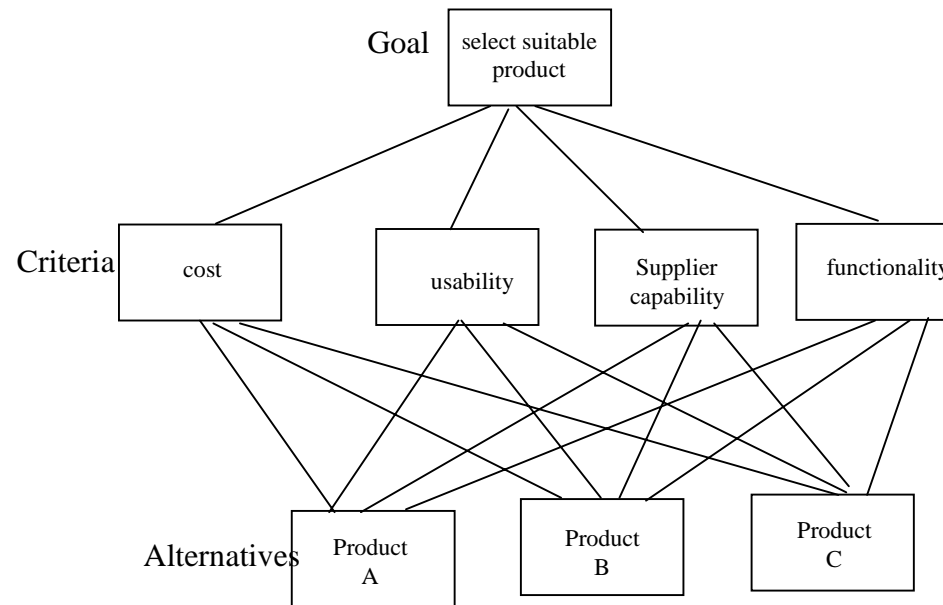 Goal
select suitable
product
Criteria
cost
usability
Supplier
capability
functionality
Alternatives
Product
A
Product
B
Product
C